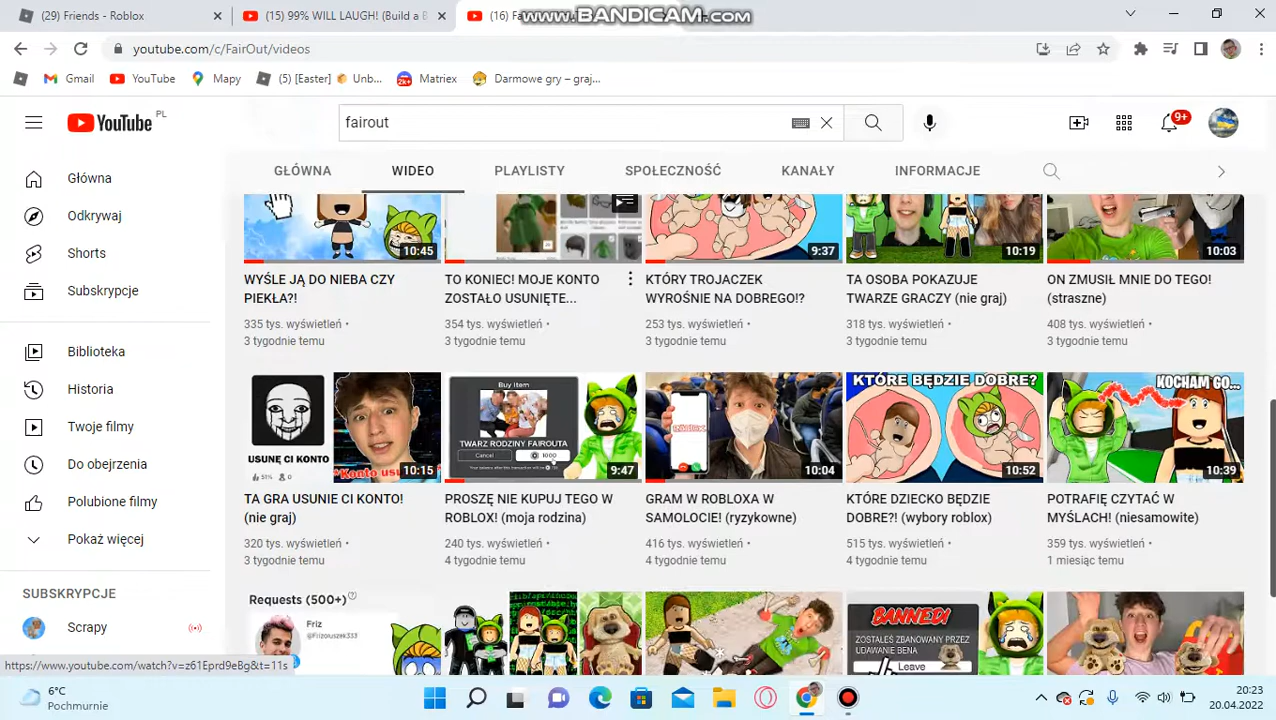 (5) Friends - Roblox
(15) 99% WILL LAUGH! (Build a B
(16) Fa
www.BANDICAM.com
youtube.com/c/FairOut/videos
Gmail
YouTube
Mapy
(5) [Easter] Unb...
2k+
Matriex
Darmowe gry – graj...
YouTube PL
fairout
9+
GŁÓWNA
WIDEO
PLAYLISTY
SPOŁECZNOŚĆ
KANAŁY
INFORMACJE
Główna
Odkrywaj
Shorts
Subskrypcje
Biblioteka
Historia
Twoje filmy
Do obejrzenia
Polubione filmy
Pokaż więcej
SUBSKRYPCJE
Scrapy
10:45
WYŚLE JĄ DO NIEBA CZY
PIEKŁA?!
335 tys. wyświetleń •
3 tygodnie temu
TO KONIEC! MOJE KONTO
ZOSTAŁO USUNIĘTE...
354 tys. wyświetleń •
3 tygodnie temu
9:37
KTÓRY TROJACZEK
WYROŚNIE NA DOBREGO!?
253 tys. wyświetleń •
3 tygodnie temu
10:19
TA OSOBA POKAZUJE
TWARZE GRACZY (nie graj)
318 tys. wyświetleń •
3 tygodnie temu
10:03
ON ZMUSIŁ MNIE DO TEGO!
(straszne)
408 tys. wyświetleń •
3 tygodnie temu
USUNĘ CI KONTO
51%
0
10:15
TA GRA USUNIE CI KONTO!
(nie graj)
320 tys. wyświetleń •
3 tygodnie temu
Buy Item
TWARZ RODZINY FAIROUTA
Cancel
1000
9:47
PROSZĘ NIE KUPUJ TEGO W
ROBLOX! (moja rodzina)
240 tys. wyświetleń •
4 tygodnie temu
10:04
GRAM W ROBLOXA W
SAMOLOCIE! (ryzykowne)
416 tys. wyświetleń •
4 tygodnie temu
KTÓRE BĘDZIE DOBRE?
10:52
KTÓRE DZIECKO BĘDZIE
DOBRE?! (wybory roblox)
515 tys. wyświetleń •
4 tygodnie temu
KOCHAM GO...
10:39
POTRAFIĘ CZYTAĆ W
MYŚLACH! (niesamowite)
359 tys. wyświetleń •
1 miesiąc temu
Requests (500+)
Friz
@Frizoluszek333
BANNED!
ZOSTAŁEŚ ZBANOWANY PRZEZ
UDAWANIE BENA
Leave
https://www.youtube.com/watch?v=z61Eprd9eBg&t=11s
6°C
Pochmurnie
20:23
20.04.2022